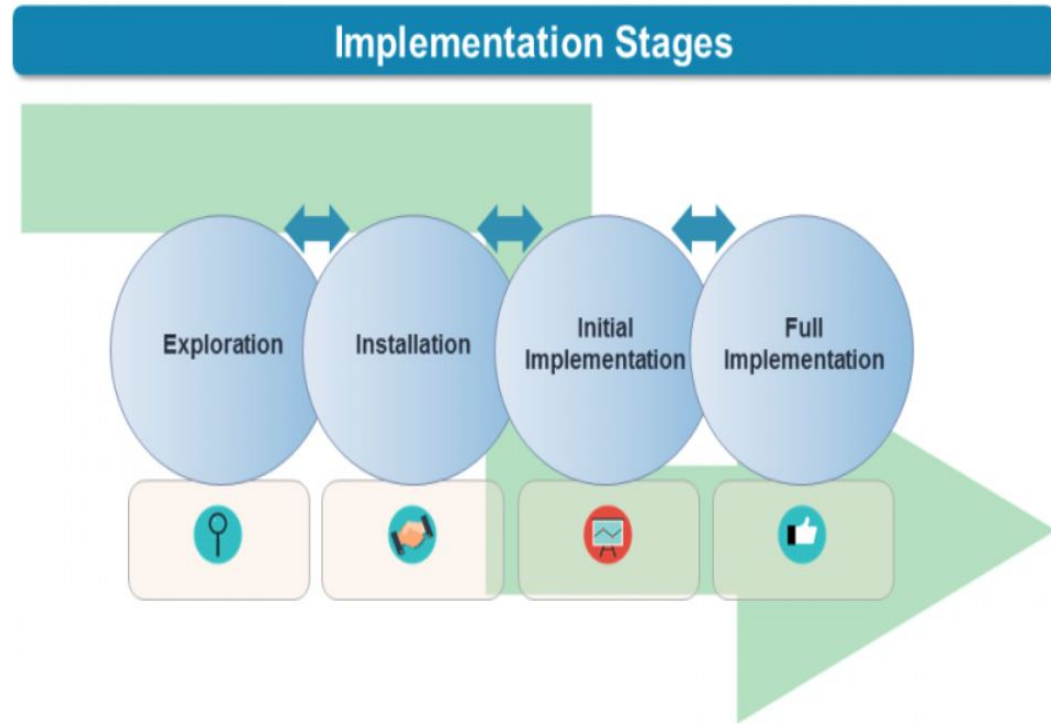 Implementation Stages
Exploration
Installation
Initial
Implementation
Full
Implementation